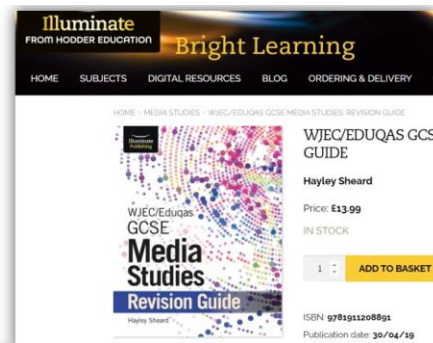 Illuminate
FROM HODDER EDUCATION
Bright Learning
HOME SUBJECTS DIGITAL RESOURCES BLOG ORDERING & DELIVERY
HOME > MEDIA STUDIES > WJEC/EDUQAS GCSE MEDIA STUDIES: REVISION GUIDE
Illuminate
Publishing
WJEC/Eduqas
GCSE
Media
Studies
Revision Guide
Hayley Sheard
WJEC/EDUQAS GCS
GUIDE
Hayley Sheard
Price: £13.99
IN STOCK
1 ADD TO BASKET
ISBN: 9781911208891
Publication date: 30/04/19